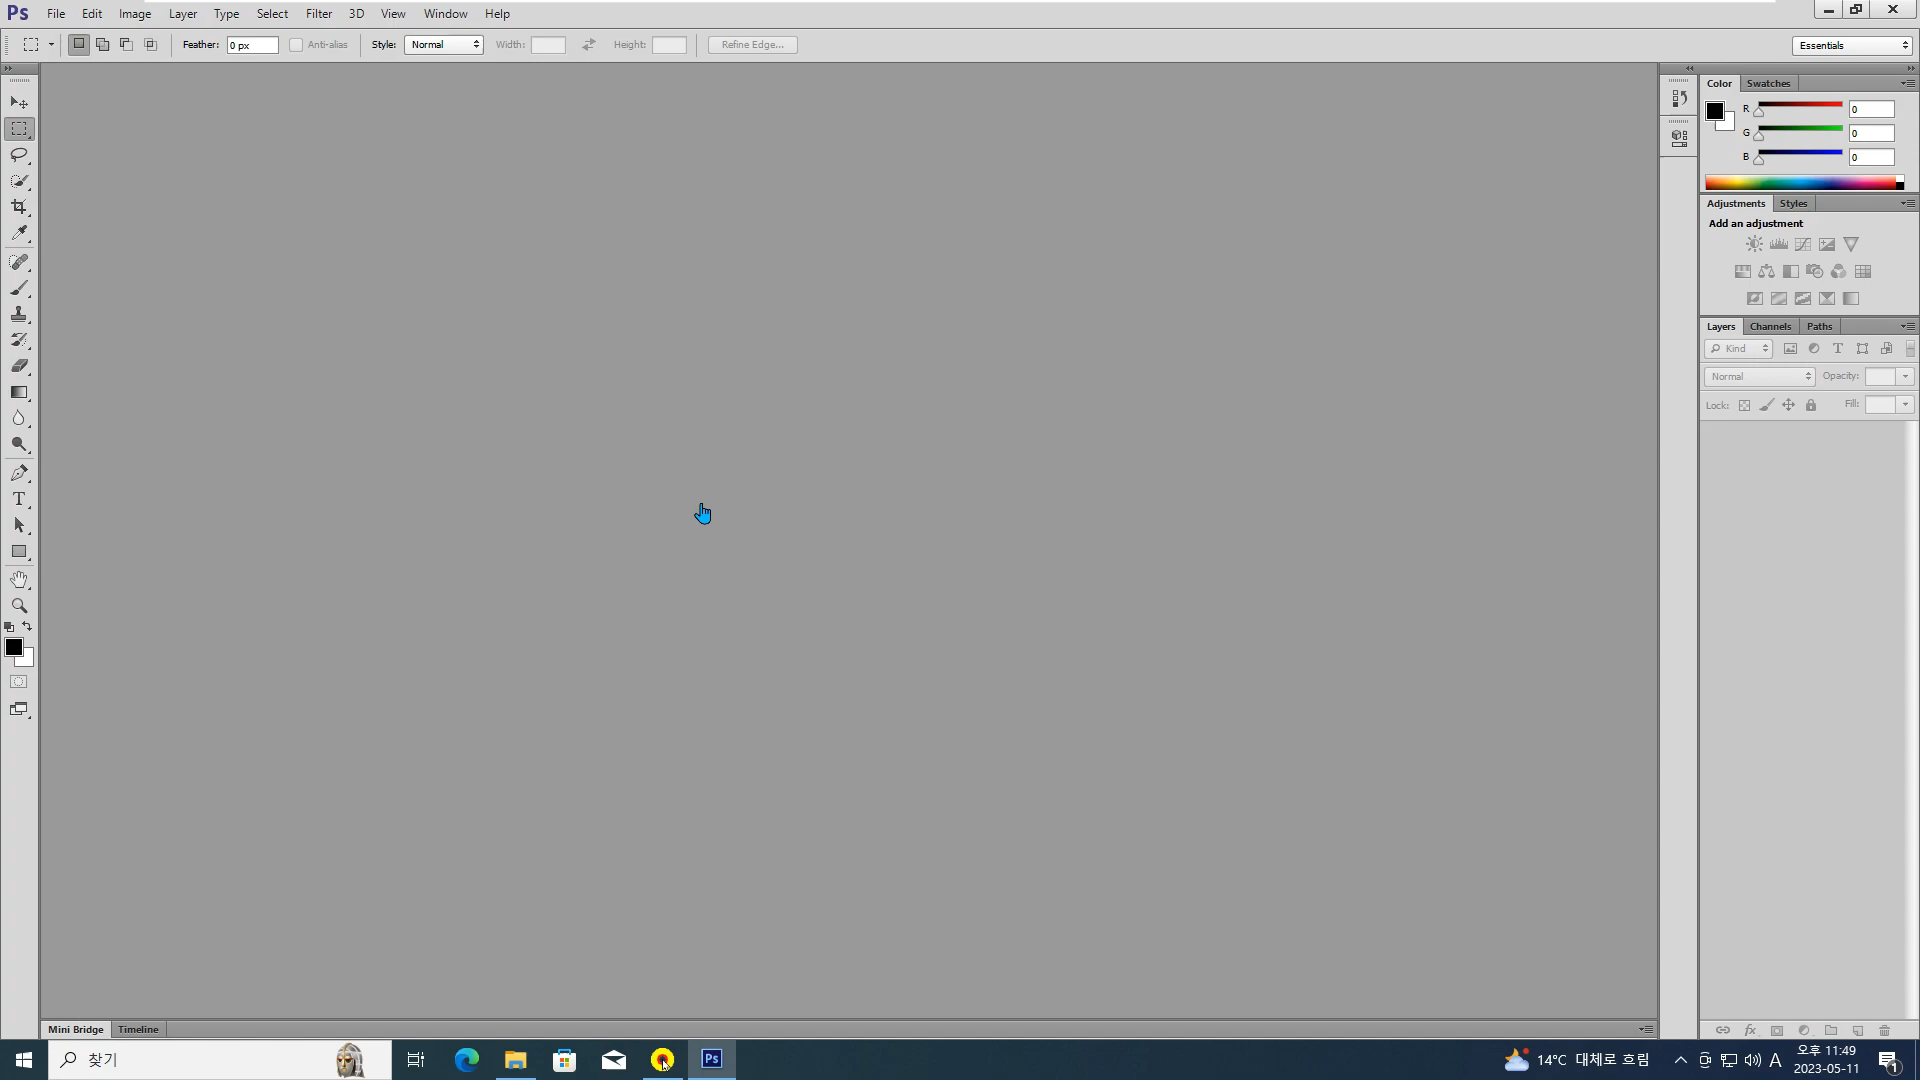 Ps File Edit Image Layer Type Select Filter 3D View Window Help
Feather: 0 px Anti-alias Style: Normal Width: Height: Refine Edge... Essentials
Color Swatches
R 0
G 0
B 0
Adjustments Styles
Add an adjustment
Layers Channels Paths
Kind
Normal Opacity:
Lock: Fill:
T
fx
Mini Bridge Timeline
찾기 Ps 14°C 대체로 흐림 A 오후 11:49
2023-05-11
1